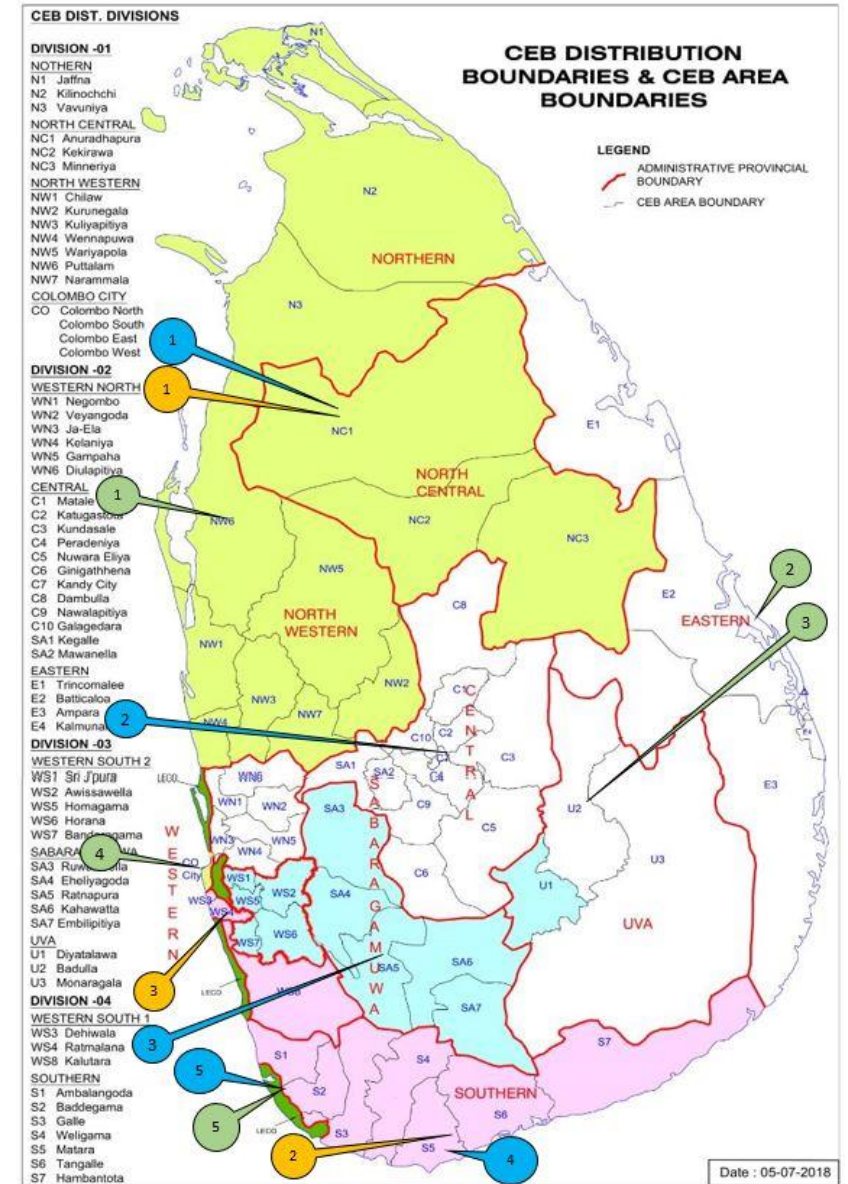 CEB DIST. DIVISIONS
DIVISION -01
NOTHERN
N1 Jaffna
N2 Kilinochchi
N3 Vavuniya
NORTH CENTRAL
NC1 Anuradhapura
NC2 Kekirawa
NC3 Minneriya
NORTH WESTERN
NW1 Chilaw
NW2 Kurunegala
NW3 Kuliyapitiya
NW4 Wennapuwa
NW5 Wariyapola
NW6 Puttalam
NW7 Narammala
COLOMBO CITY
CO Colombo North
Colombo South
Colombo East
Colombo West
DIVISION -02
WESTERN NORTH
WN1 Negombo
WN2 Veyangoda
WN3 Ja-Ela
WN4 Kelaniya
WN5 Gampaha
WN6 Diulapitiya
CENTRAL
C1 Matale
C2
C3 Kundasale
C4 Peradeniya
C5 Nuwara Eliya
C6 Ginigathhena
C7 Kandy City
C8 Dambulla
C9 Nawalapitiya
C10 Galagedara
SA1 Kegalle
SA2 Mawanella
EASTERN
E1 Trincomalee
E2 Batticaloa
E3 Ampara
E4
DIVISION -03
WESTERN SOUTH 2
WS1 Sri J'pura
WS2 Awissawella
WS5 Homagama
WS6 Horana
WS7
SA3
SA4 Eheliyagoda
SA5 Ratnapura
SA6 Kahawatta
SA7 Embilipitiya
UVA
U1 Diyatalawa
U2 Badulla
U3 Monaragala
DIVISION -04
WESTERN SOUTH 1
WS3 Dehiwala
WS4 Ratmalana
WS8 Kalutara
SOUTHERN
S1 Ambalangoda
S2 Baddegama
S3 Galle
S4 Weligama
S5 Matara
S6 Tangalle
S7 Hambantota
CEB DISTRIBUTION
BOUNDARIES & CEB AREA
BOUNDARIES
LEGEND
ADMINISTRATIVE PROVINCIAL
BOUNDARY
CEB AREA BOUNDARY
N1
N2
NORTHERN
N3
1
1
NC1
E1
NORTH
CENTRAL
1
NW6
NC2
NC3
NW5
2
E2
C8
NORTH
WESTERN
EASTERN
3
NW1
C1
NW2
NW3
NW7
2
NW4
C10
C2
C3
C4
CENTRAL
SA1
SA2
WN6
LECO
E3
WN1
WN2
SA3
C9
U2
C5
WN3
WN5
WN4
4
CO
City
C6
U3
WS1
WS2
SA4
U1
WS5
WS3
WS4
WS6
WS7
UVA
WESTERN
SABARAGAMUWA
SA5
SA6
3
LECO
SA7
3
S1
S4
S7
5
S2
SOUTHERN
5
S6
LECO
S3
2
S5
4
Date : 05-07-2018